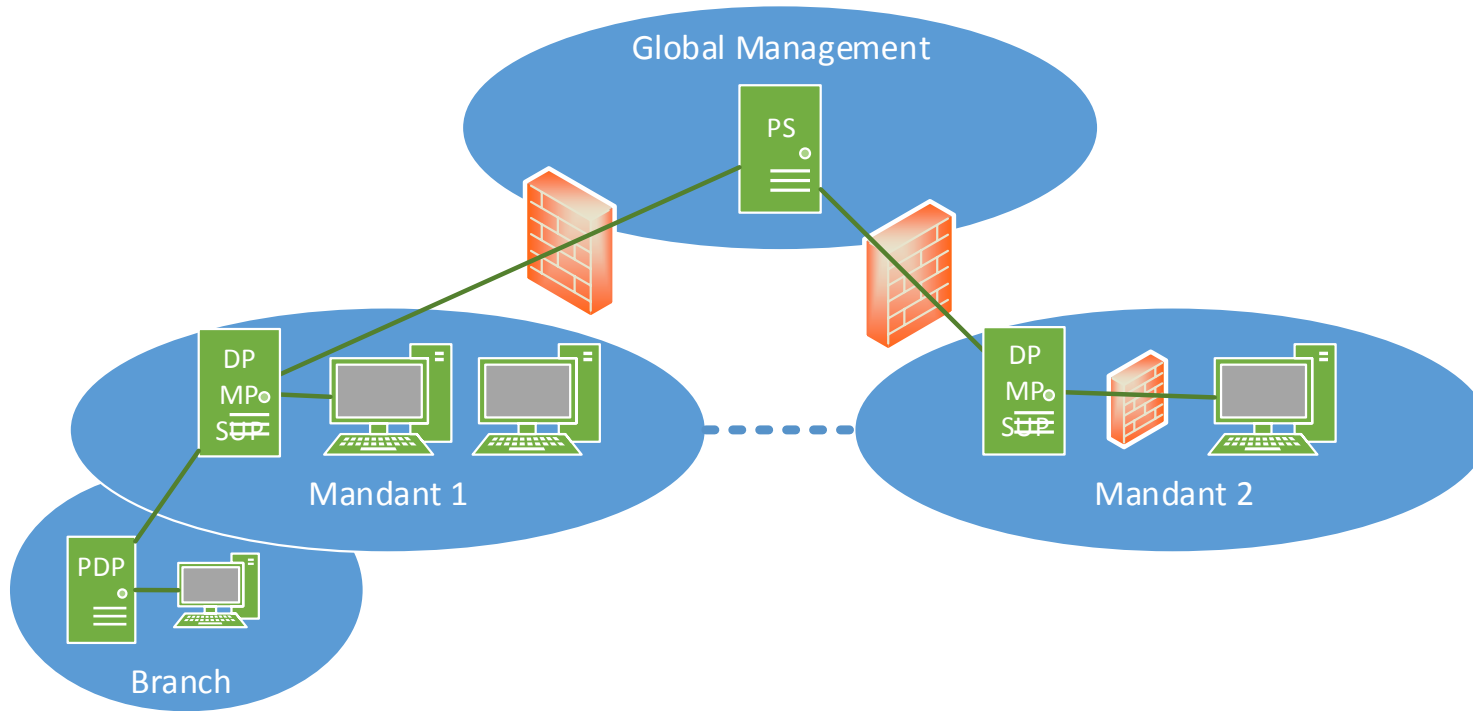 Global Management
PS
DP
MP
SUP
Mandant 1
DP
MP
SUP
Mandant 2
PDP
Branch